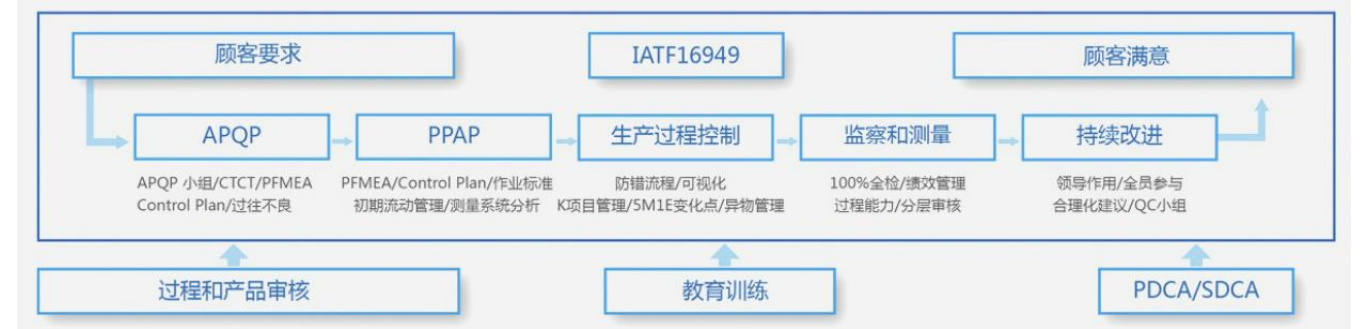 顾客要求
IATF16949
顾客满意
APQP
PPAP
生产过程控制
监察和测量
持续改进
APQP 小组/CTCT/PFMEA
Control Plan/过往不良
PFMEA/Control Plan/作业标准
初期流动管理/测量系统分析
防错流程/可视化
K项目管理/5M1E变化点/异物管理
100%全检/绩效管理
过程能力/分层审核
领导作用/全员参与
合理化建议/QC小组
过程和产品审核
教育训练
PDCA/SDCA